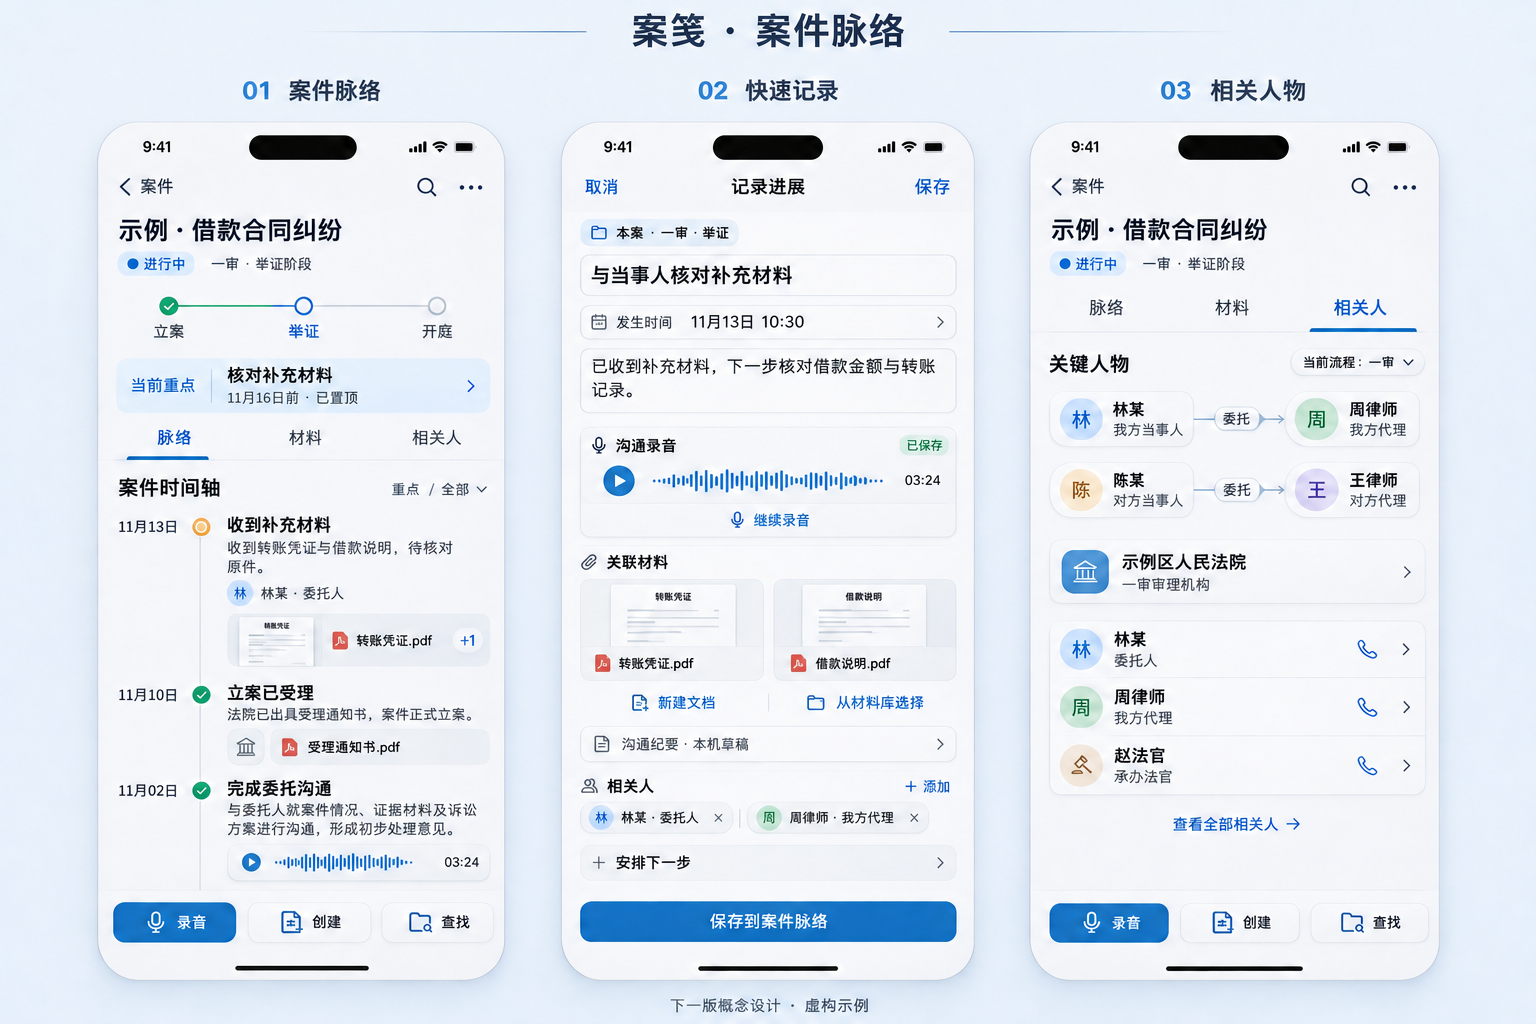 案笺 · 案件脉络
01 案件脉络
9:41
案件
示例 · 借款合同纠纷
进行中 一审 · 举证阶段
立案 举证 开庭
当前重点
核对补充材料
11月16日前 · 已置顶
脉络 材料 相关人
案件时间轴 重点 / 全部
11月13日 收到补充材料
收到转账凭证与借款说明，待核对
原件。
林 林某 · 委托人
转账凭证.pdf +1
11月10日 立案已受理
法院已出具受理通知书，案件正式立案。
受理通知书.pdf
11月02日 完成委托沟通
与委托人就案件情况、证据材料及诉讼
方案进行沟通，形成初步处理意见。
03:24
录音 创建 查找
02 快速记录
9:41
取消 记录进展 保存
本案 · 一审 · 举证
与当事人核对补充材料
发生时间 11月13日 10:30
已收到补充材料，下一步核对借款金额与转账
记录。
沟通录音 已保存
03:24
继续录音
关联材料
转账凭证 借款说明
转账凭证.pdf 借款说明.pdf
新建文档 从材料库选择
沟通纪要 · 本机草稿
相关人 + 添加
林 林某 · 委托人 × 周 周律师 · 我方代理 ×
+ 安排下一步
保存到案件脉络
03 相关人物
9:41
案件
示例 · 借款合同纠纷
进行中 一审 · 举证阶段
脉络 材料 相关人
关键人物 当前流程：一审
林 林某 我方当事人 委托 周 周律师 我方代理
陈 陈某 对方当事人 委托 王 王律师 对方代理
示例区人民法院
一审审理机构
林 林某
委托人
周 周律师
我方代理
赵法官
承办法官
查看全部相关人 →
录音 创建 查找
下一版概念设计 · 虚构示例